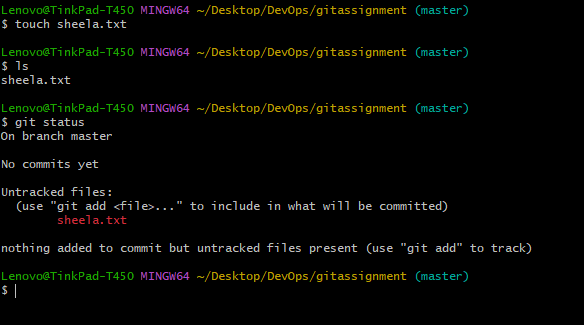 Lenovo@TinkPad-T450 MINGW64 ~/Desktop/DevOps/gitassignment (master)
$ touch sheela.txt
Lenovo@TinkPad-T450 MINGW64 ~/Desktop/DevOps/gitassignment (master)
$ ls
sheela.txt
Lenovo@TinkPad-T450 MINGW64 ~/Desktop/DevOps/gitassignment (master)
$ git status
On branch master
No commits yet
Untracked files:
  (use "git add <file>..." to include in what will be committed)
        sheela.txt
nothing added to commit but untracked files present (use "git add" to track)
Lenovo@TinkPad-T450 MINGW64 ~/Desktop/DevOps/gitassignment (master)
$